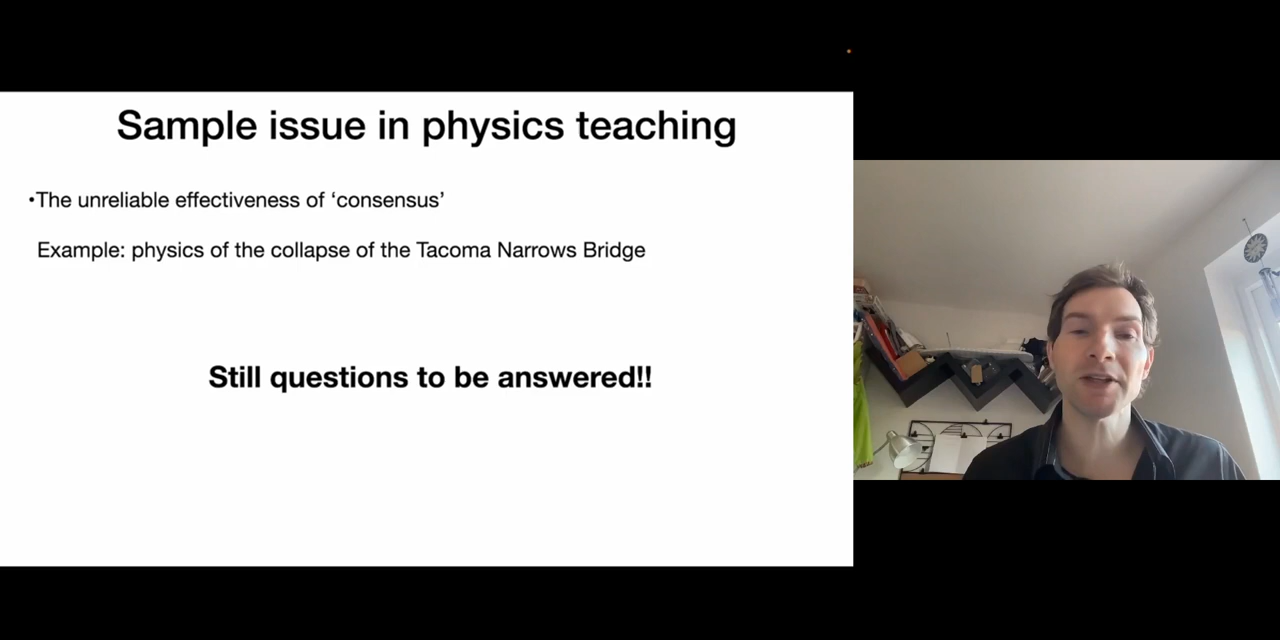 Sample issue in physics teaching
•The unreliable effectiveness of ‘consensus’
Example: physics of the collapse of the Tacoma Narrows Bridge
Still questions to be answered!!